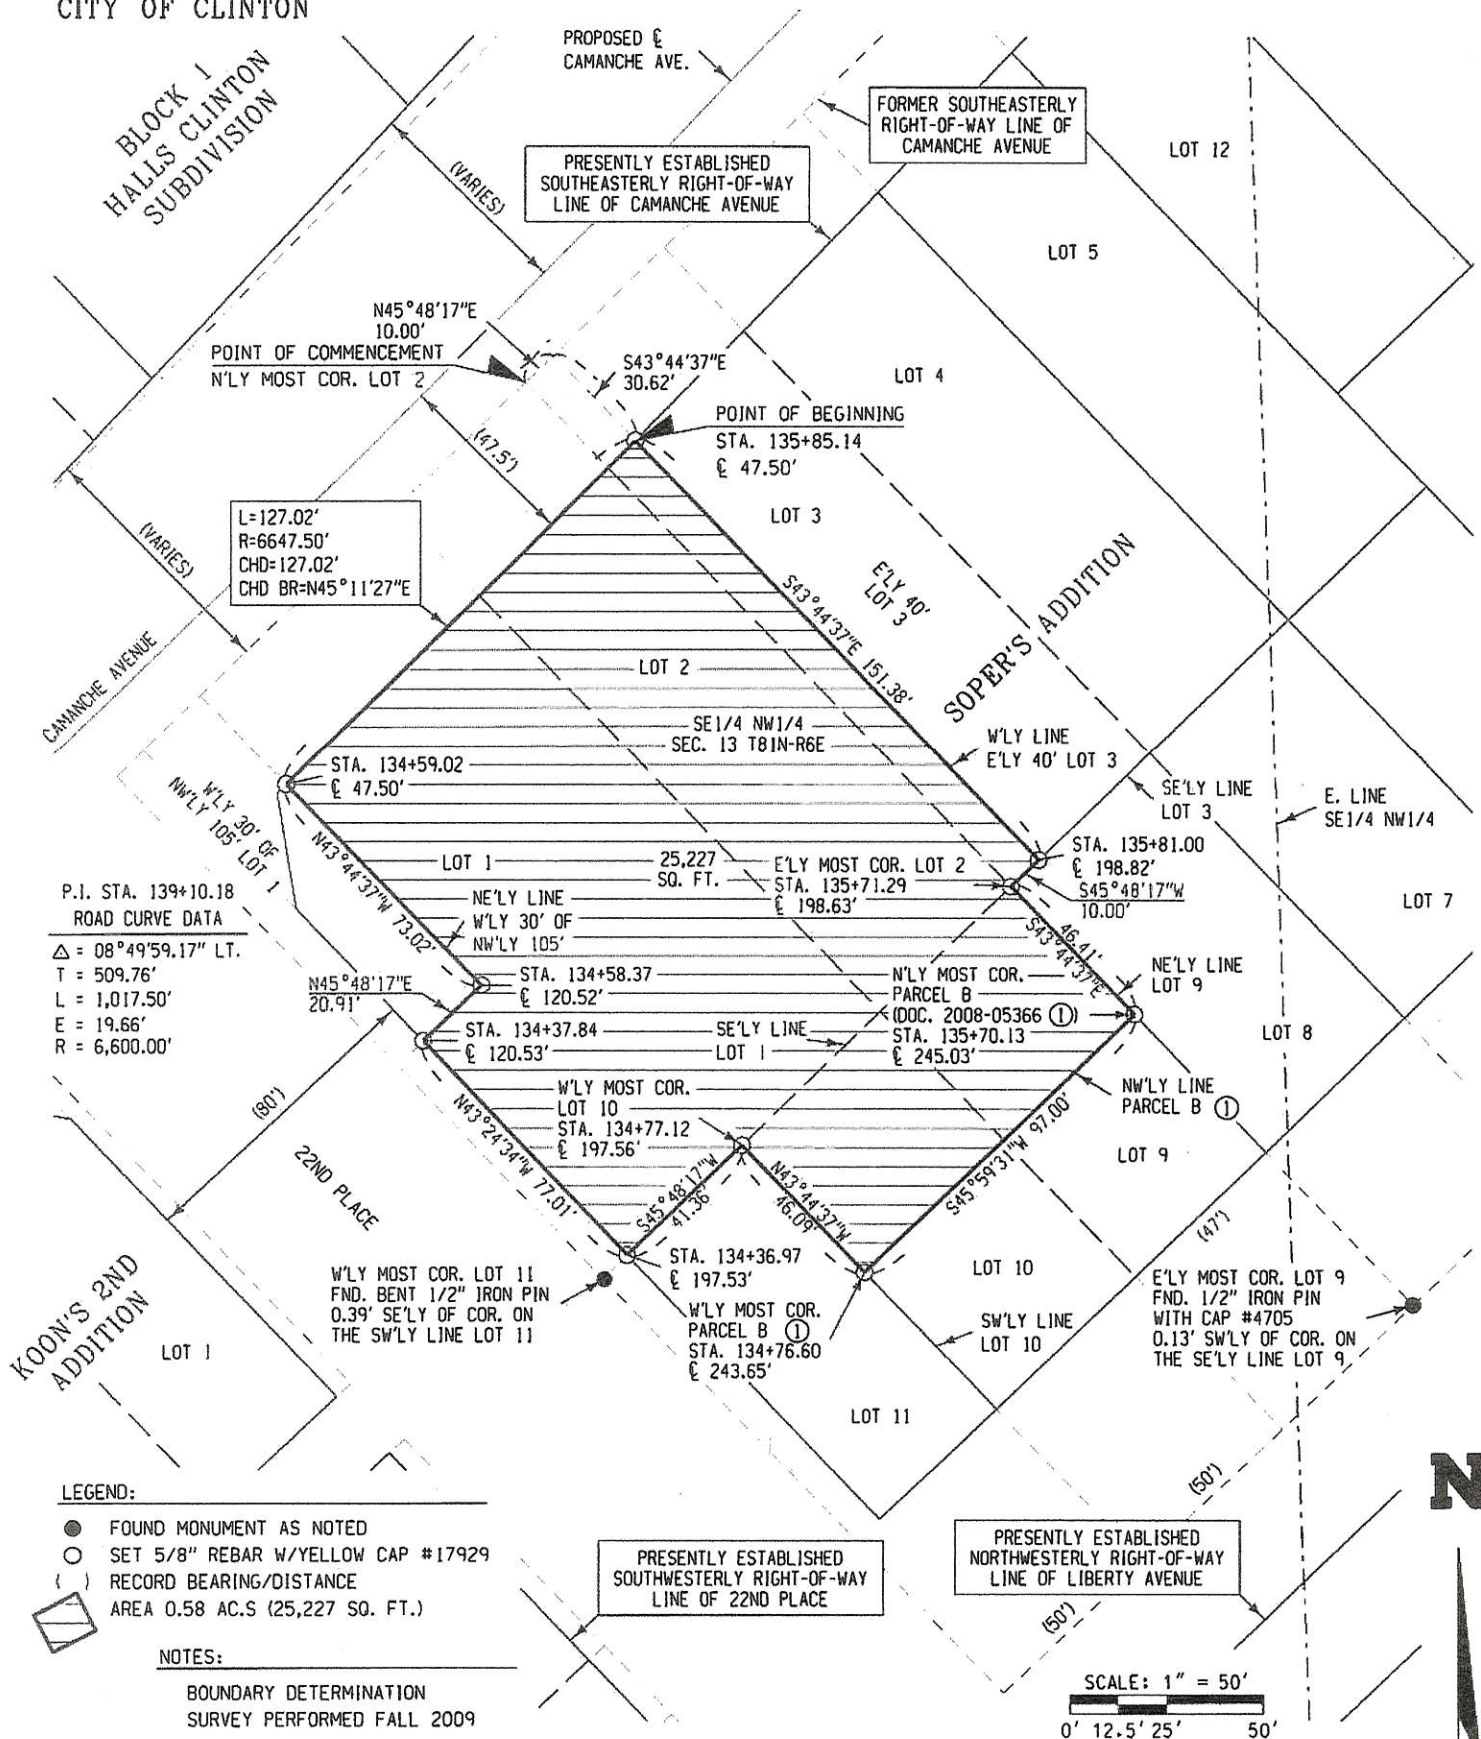 CITY OF CLINTON
BLOCK 1
HALLS CLINTON
SUBDIVISION
PROPOSED ℄
CAMANCHE AVE.
FORMER SOUTHEASTERLY
RIGHT-OF-WAY LINE OF
CAMANCHE AVENUE
PRESENTLY ESTABLISHED
SOUTHEASTERLY RIGHT-OF-WAY
LINE OF CAMANCHE AVENUE
(VARIES)
LOT 12
LOT 5
N45°48'17"E
10.00'
POINT OF COMMENCEMENT
N'LY MOST COR. LOT 2
S43°44'37"E
30.62'
LOT 4
POINT OF BEGINNING
STA. 135+85.14
℄ 47.50'
(47.5')
L=127.02'
R=6647.50'
CHD=127.02'
CHD BR=N45°11'27"E
(VARIES)
LOT 3
E'LY 40'
LOT 3
SOPER'S ADDITION
S43°44'37"E 151.38'
CAMANCHE AVENUE
LOT 2
SE1/4 NW1/4
SEC. 13 T81N-R6E
W'LY LINE
E'LY 40' LOT 3
STA. 134+59.02
℄ 47.50'
SE'LY LINE
LOT 3
E. LINE
SE1/4 NW1/4
W'LY 30' OF
NW'LY 105' LOT 1
N43°44'37"W 73.02'
LOT 1
25,227
SQ. FT.
E'LY MOST COR. LOT 2
STA. 135+71.29
℄ 198.63'
STA. 135+81.00
℄ 198.82'
S45°48'17"W
10.00'
LOT 7
P.I. STA. 139+10.18
ROAD CURVE DATA
△ = 08°49'59.17" LT.
T = 509.76'
L = 1,017.50'
E = 19.66'
R = 6,600.00'
NE'LY LINE
W'LY 30' OF
NW'LY 105'
46.41'
S43°44'37"E
N45°48'17"E
20.91'
STA. 134+58.37
℄ 120.52'
N'LY MOST COR.
PARCEL B
(DOC. 2008-05366 ①)
STA. 135+70.13
℄ 245.03'
NE'LY LINE
LOT 9
STA. 134+37.84
℄ 120.53'
SE'LY LINE
LOT 1
LOT 8
W'LY MOST COR.
LOT 10
STA. 134+77.12
℄ 197.56'
NW'LY LINE
PARCEL B ①
(80')
22ND PLACE
N43°24'34"W 77.01'
S45°48'17"W
41.36'
N43°44'37"W
46.09'
S45°59'31"W 97.00'
LOT 9
(47')
KOON'S 2ND
ADDITION
LOT 1
W'LY MOST COR. LOT 11
FND. BENT 1/2" IRON PIN
0.39' SE'LY OF COR. ON
THE SW'LY LINE LOT 11
STA. 134+36.97
℄ 197.53'
W'LY MOST COR.
PARCEL B ①
STA. 134+76.60
℄ 243.65'
LOT 10
SW'LY LINE
LOT 10
E'LY MOST COR. LOT 9
FND. 1/2" IRON PIN
WITH CAP #4705
0.13' SW'LY OF COR. ON
THE SE'LY LINE LOT 9
LOT 11
(50')
N
LEGEND:
FOUND MONUMENT AS NOTED
SET 5/8" REBAR W/YELLOW CAP #17929
( ) RECORD BEARING/DISTANCE
AREA 0.58 AC.S (25,227 SQ. FT.)
NOTES:
BOUNDARY DETERMINATION
SURVEY PERFORMED FALL 2009
PRESENTLY ESTABLISHED
SOUTHWESTERLY RIGHT-OF-WAY
LINE OF 22ND PLACE
PRESENTLY ESTABLISHED
NORTHWESTERLY RIGHT-OF-WAY
LINE OF LIBERTY AVENUE
(50')
SCALE: 1" = 50'
0' 12.5' 25' 50'